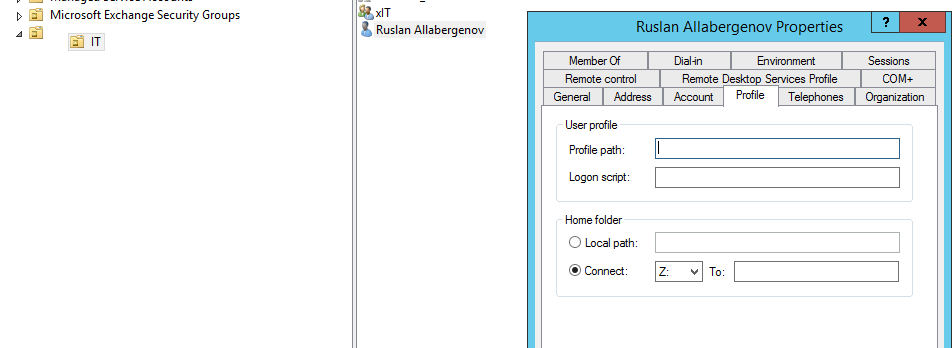 Microsoft Exchange Security Groups
IT
xIT
Ruslan Allabergenov
Ruslan Allabergenov Properties
? X
Member Of Dial-in Environment Sessions
Remote control Remote Desktop Services Profile COM+
General Address Account Profile Telephones Organization
User profile
Profile path:
Logon script:
Home folder
Local path:
Connect: Z: To: